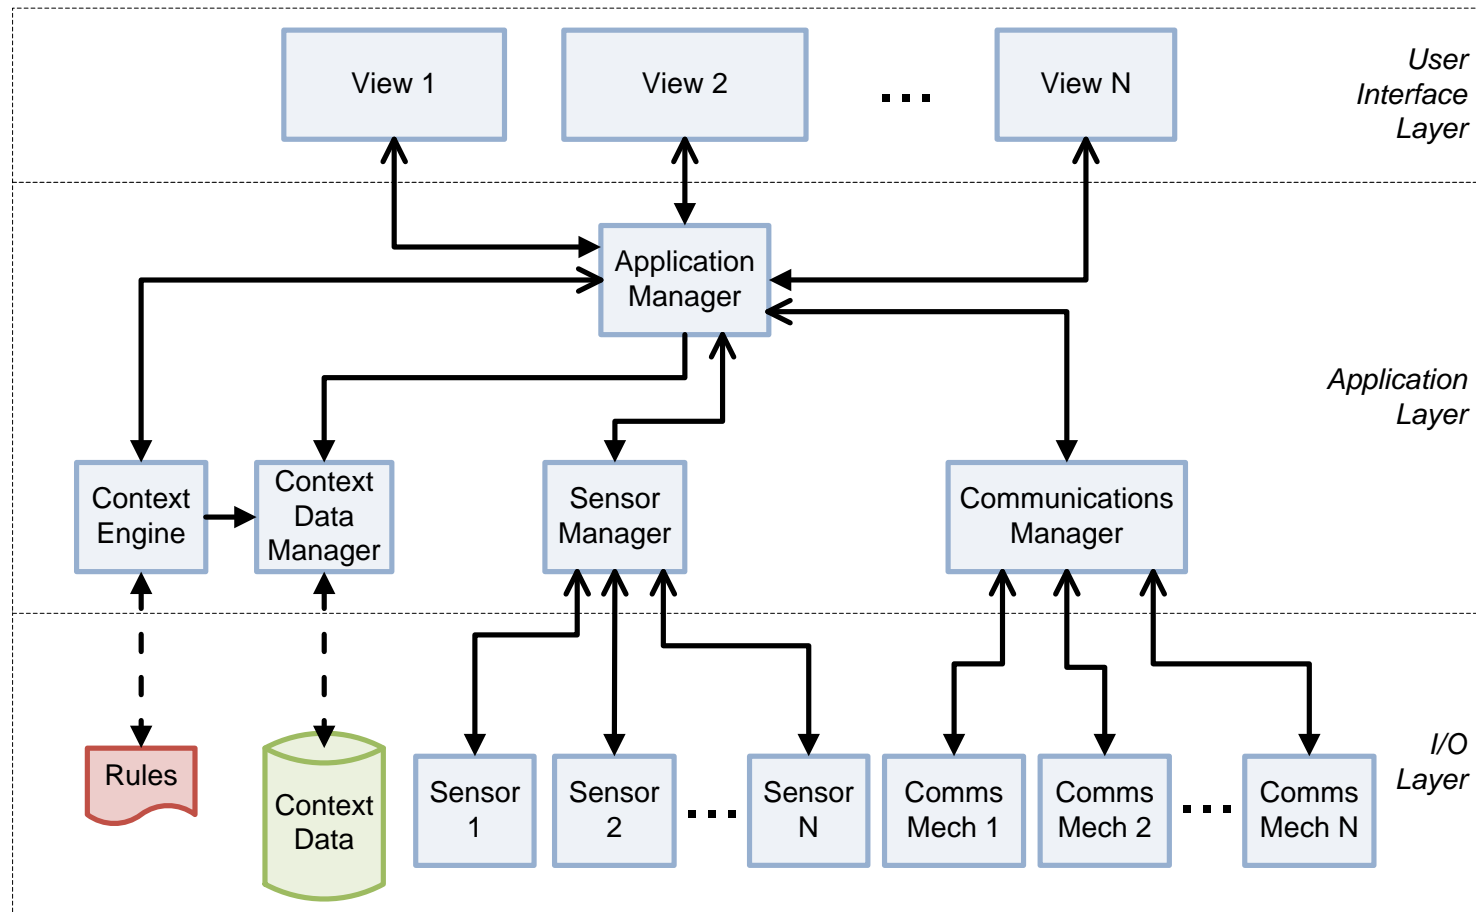 View 1
View 2
...
View N
User
Interface
Layer
Application
Manager
Application
Layer
Context
Engine
Context
Data
Manager
Sensor
Manager
Communications
Manager
Rules
Context
Data
Sensor
1
Sensor
2
...
Sensor
N
Comms
Mech 1
Comms
Mech 2
...
Comms
Mech N
I/O
Layer